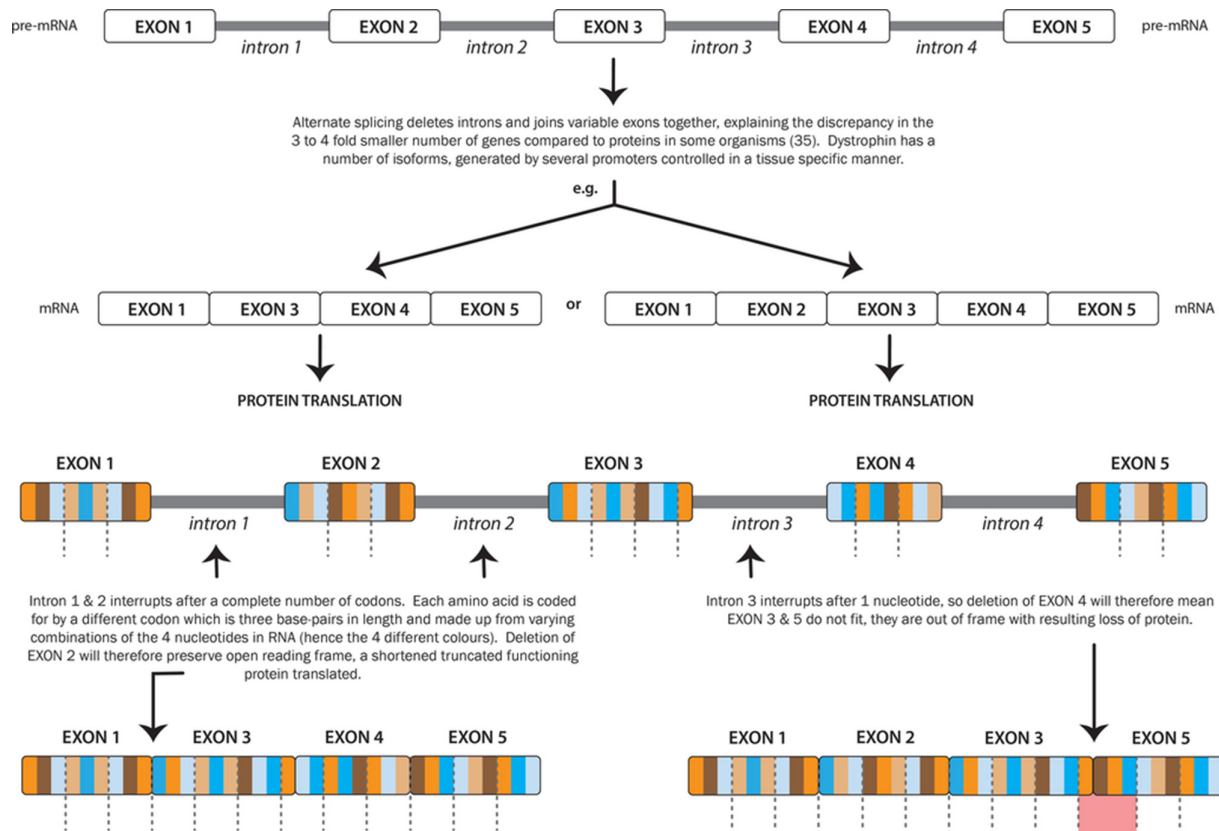 pre-mRNA EXON 1 EXON 2 EXON 3 EXON 4 EXON 5 pre-mRNA
intron 1 intron 2 intron 3 intron 4
Alternate splicing deletes introns and joins variable exons together, explaining the discrepancy in the
3 to 4 fold smaller number of genes compared to proteins in some organisms (35). Dystrophin has a
number of isoforms, generated by several promoters controlled in a tissue specific manner.
e.g.
mRNA EXON 1 EXON 3 EXON 4 EXON 5 or EXON 1 EXON 2 EXON 3 EXON 4 EXON 5 mRNA
PROTEIN TRANSLATION PROTEIN TRANSLATION
EXON 1 EXON 2 EXON 3 EXON 4 EXON 5
intron 1 intron 2 intron 3 intron 4
Intron 1 & 2 interrupts after a complete number of codons. Each amino acid is coded
for by a different codon which is three base-pairs in length and made up from varying
combinations of the 4 nucleotides in RNA (hence the 4 different colours). Deletion of
EXON 2 will therefore preserve open reading frame, a shortened truncated functioning
protein translated.
Intron 3 interrupts after 1 nucleotide, so deletion of EXON 4 will therefore mean
EXON 3 & 5 do not fit, they are out of frame with resulting loss of protein.
EXON 1 EXON 3 EXON 4 EXON 5
EXON 1 EXON 2 EXON 3 EXON 5